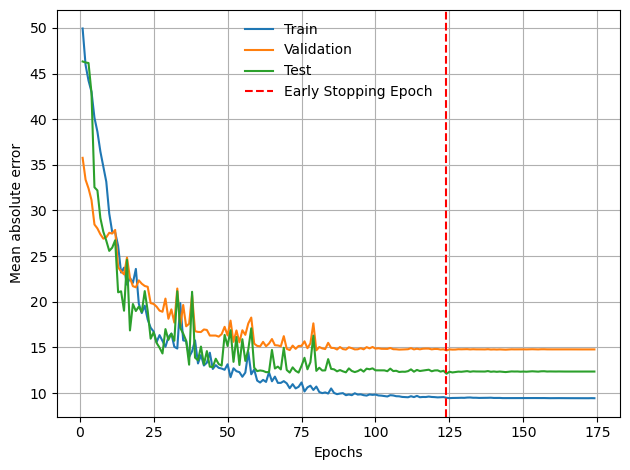 50
45
40
35
30
25
20
15
10
Mean absolute error
Train
Validation
Test
Early Stopping Epoch
0 25 50 75 100 125 150 175
Epochs